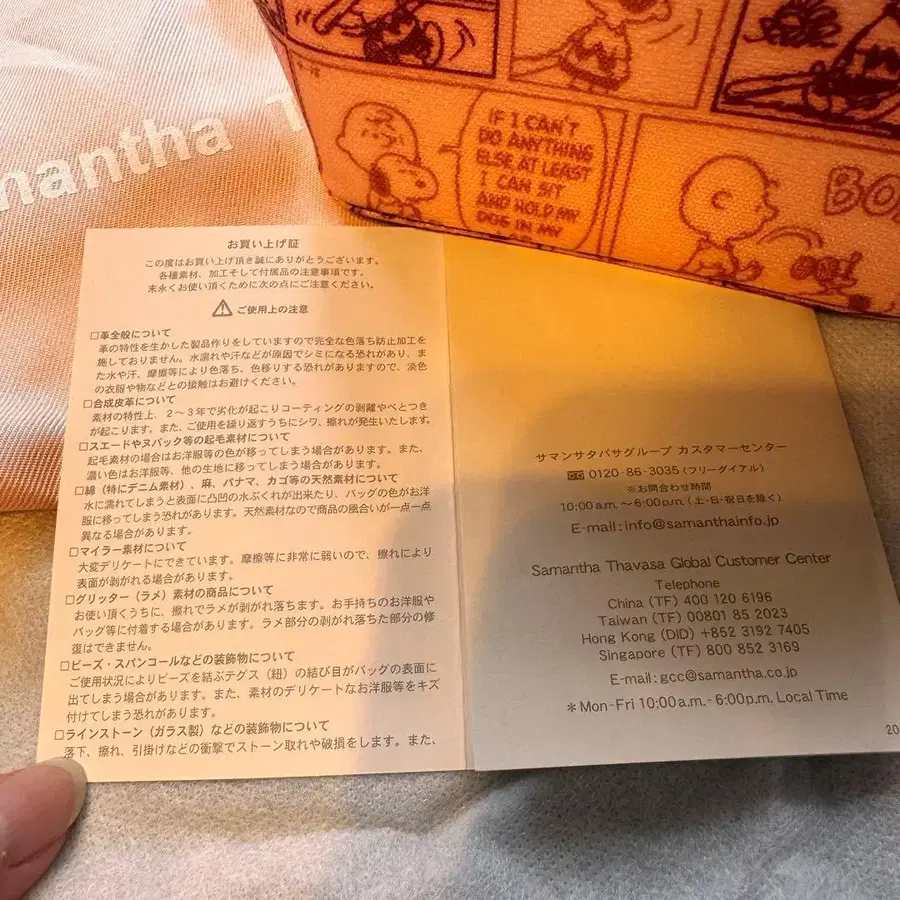 mantha T
IF I CAN'T
DO ANYTHING
ELSE AT LEAST
I CAN SIT
AND HOLD MY
DOG IN MY
お買い上げ証
この度はお買い上げ頂き誠にありがとうございます。
各種素材、加工そして付属品の注意事項です。
末永くお使い頂くために次の点にご注意ください。
ご使用上の注意
□革全般について
革の特性を生かした製品作りをしていますので完全な色落ち防止加工を
施しておりません。水濡れや汗などが原因でシミになる恐れがあり、ま
た水や汗、摩擦等により色落ち、色移りする恐れがありますので、淡色
の衣服や物などとの接触はお避けください。
□合成皮革について
素材の特性上、2~3年で劣化が起こりコーティングの剥離やべとつき
が起こります。また、ご使用を繰り返すうちにシワ、擦れが発生いたします。
□スエードやヌバック等の起毛素材について
起毛素材の場合はお洋服等の色が移ってしまう場合があります。また、
濃い色はお洋服等、他の生地に移ってしまう場合があります。
□綿(特にデニム素材)、麻、パナマ、カゴ等の天然素材について
水に濡れてしまうと表面に凸凹の水ぶくれが出来たり、バッグの色がお洋
服に移ってしまう恐れがあります。天然素材なので商品の風合いが一点一点
異なる場合があります。
□マイラー素材について
大変デリケートにできています。摩擦等に非常に弱いので、擦れにより
表面が剥がれる場合があります。
□グリッター(ラメ)素材の商品について
お使い頂くうちに、擦れでラメが剥がれ落ちます。お手持ちのお洋服や
バッグ等に付着する場合があります。ラメ部分の剥がれ落ちた部分の修
復はできません。
□ビーズ・スパンコールなどの装飾物について
ご使用状況によりビーズを結ぶテグス(紐)の結び目がバッグの表面に
出てしまう場合があります。また、素材のデリケートなお洋服等をキズ
付けてしまう恐れがあります。
□ラインストーン(ガラス製)などの装飾物について
落下、擦れ、引掛けなどの衝撃でストーン取れや破損をします。また、
サマンサタバサグループ カスタマーセンター
0120-86-3035(フリーダイアル)
※お問合わせ時間
10:00a.m.~6:00p.m.(土・日・祝日を除く)
E-mail:info@samanthainfo.jp
Samantha Thavasa Global Customer Center
Telephone
China (TF) 400 120 6196
Taiwan (TF) 00801 85 2023
Hong Kong (DID) +852 3192 7405
Singapore (TF) 800 852 3169
E-mail:gcc@samantha.co.jp
*Mon-Fri 10:00a.m.-6:00p.m. Local Time
20